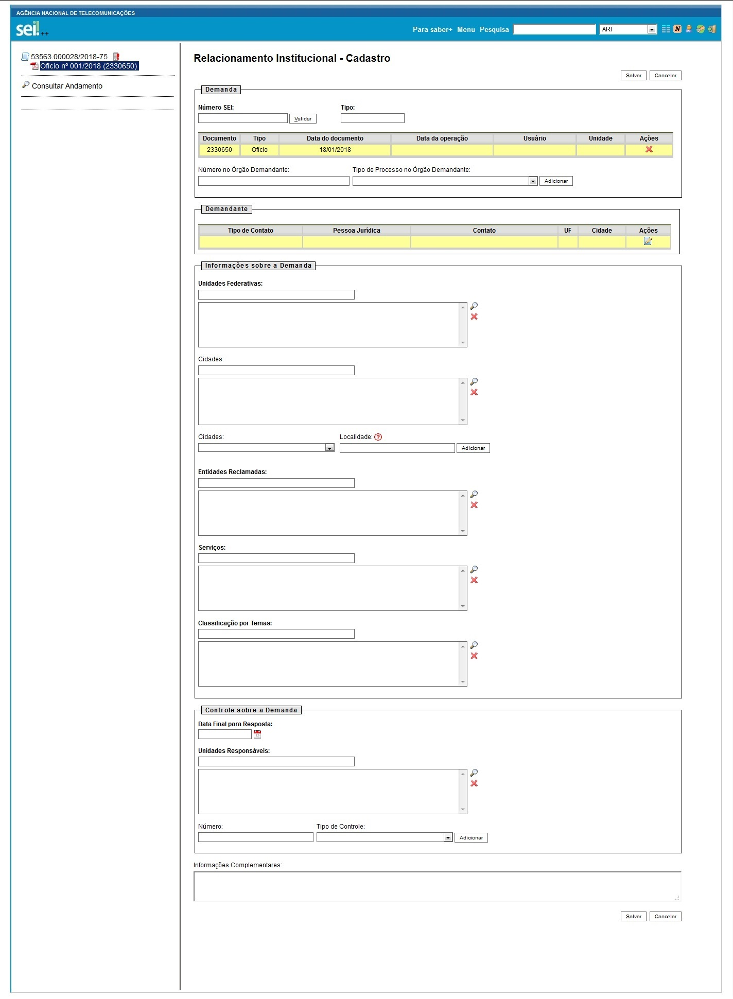 AGÊNCIA NACIONAL DE TELECOMUNICAÇÕES
sei! ++
Para saber+ Menu Pesquisa ARI
53563.000028/2018-75
Ofício nº 001/2018 (2330650)
Consultar Andamento
Relacionamento Institucional - Cadastro
Salvar Cancelar
Demanda
Número SEI: Tipo:
Validar
Documento Tipo Data do documento Data da operação Usuário Unidade Ações
2330650 Ofício 18/01/2018
Número no Órgão Demandante: Tipo de Processo no Órgão Demandante:
Adicionar
Demandante
Tipo de Contato Pessoa Jurídica Contato UF Cidade Ações
Informações sobre a Demanda
Unidades Federativas:
Cidades:
Cidades: Localidade: ?
Adicionar
Entidades Reclamadas:
Serviços:
Classificação por Temas:
Controle sobre a Demanda
Data Final para Resposta:
Unidades Responsáveis:
Número: Tipo de Controle:
Adicionar
Informações Complementares:
Salvar Cancelar